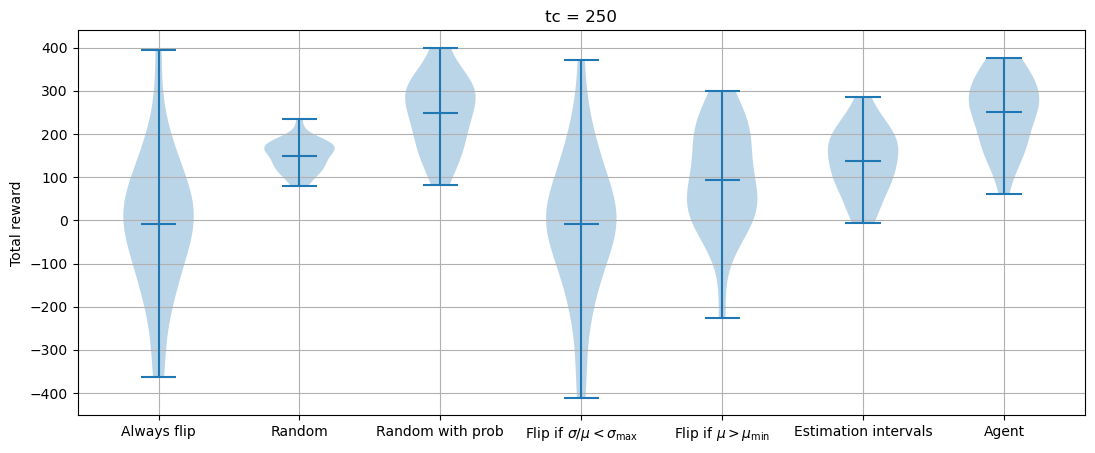 tc = 250
Total reward
400
300
200
100
0
−100
−200
−300
−400
Always flip
Random
Random with prob
Flip if σ/μ < σmax
Flip if μ > μmin
Estimation intervals
Agent